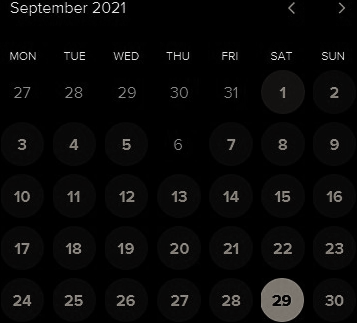 September 2021
MON TUE WED THU FRI SAT SUN
27 28 29 30 31 1 2
3 4 5 6 7 8 9
10 11 12 13 14 15 16
17 18 19 20 21 22 23
24 25 26 27 28 29 30